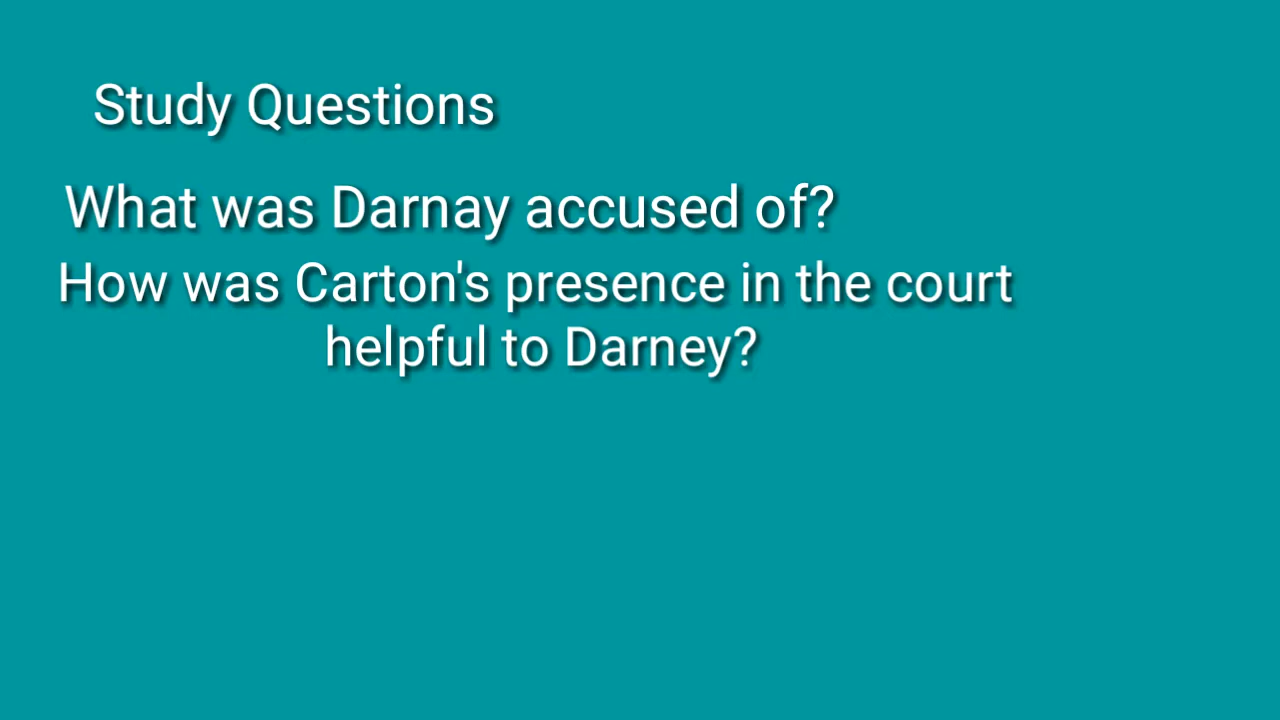 Study Questions
What was Darnay accused of?
How was Carton's presence in the court
helpful to Darney?